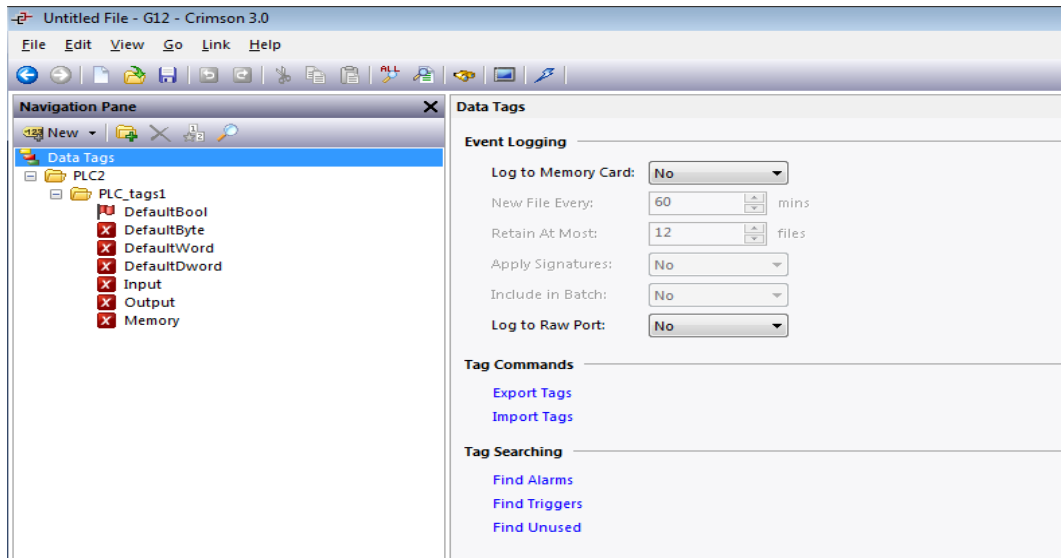 Untitled File - G12 - Crimson 3.0
File Edit View Go Link Help
ALL
Navigation Pane
123 New
Data Tags
PLC2
PLC_tags1
DefaultBool
DefaultByte
DefaultWord
DefaultDword
Input
Output
Memory
Data Tags
Event Logging
Log to Memory Card: No
New File Every: 60 mins
Retain At Most: 12 files
Apply Signatures: No
Include in Batch: No
Log to Raw Port: No
Tag Commands
Export Tags
Import Tags
Tag Searching
Find Alarms
Find Triggers
Find Unused